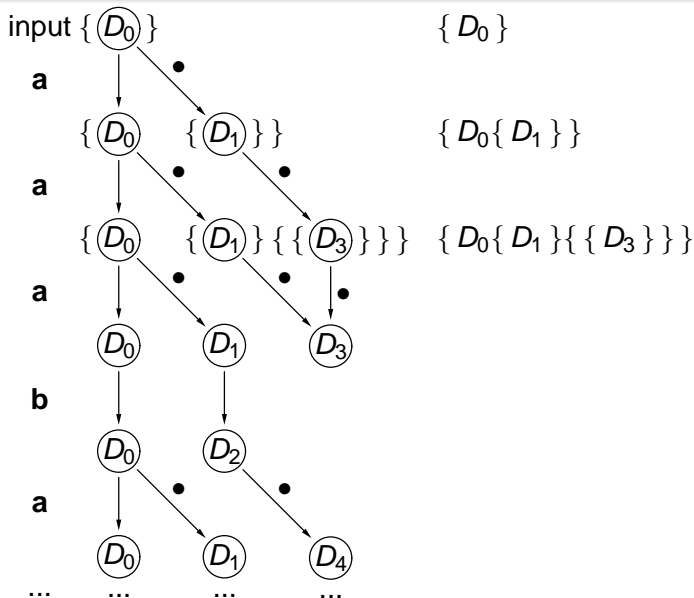 input { D₀ } { D₀ }
a •
{ D₀ { D₁ } } { D₀{ D₁ } }
a • •
{ D₀ { D₁ } { { D₃ } } } { D₀{ D₁ }{ { D₃ } } }
a • • •
D₀ D₁ D₃
b
D₀ D₂
a • •
D₀ D₁ D₄
... ... ... ...